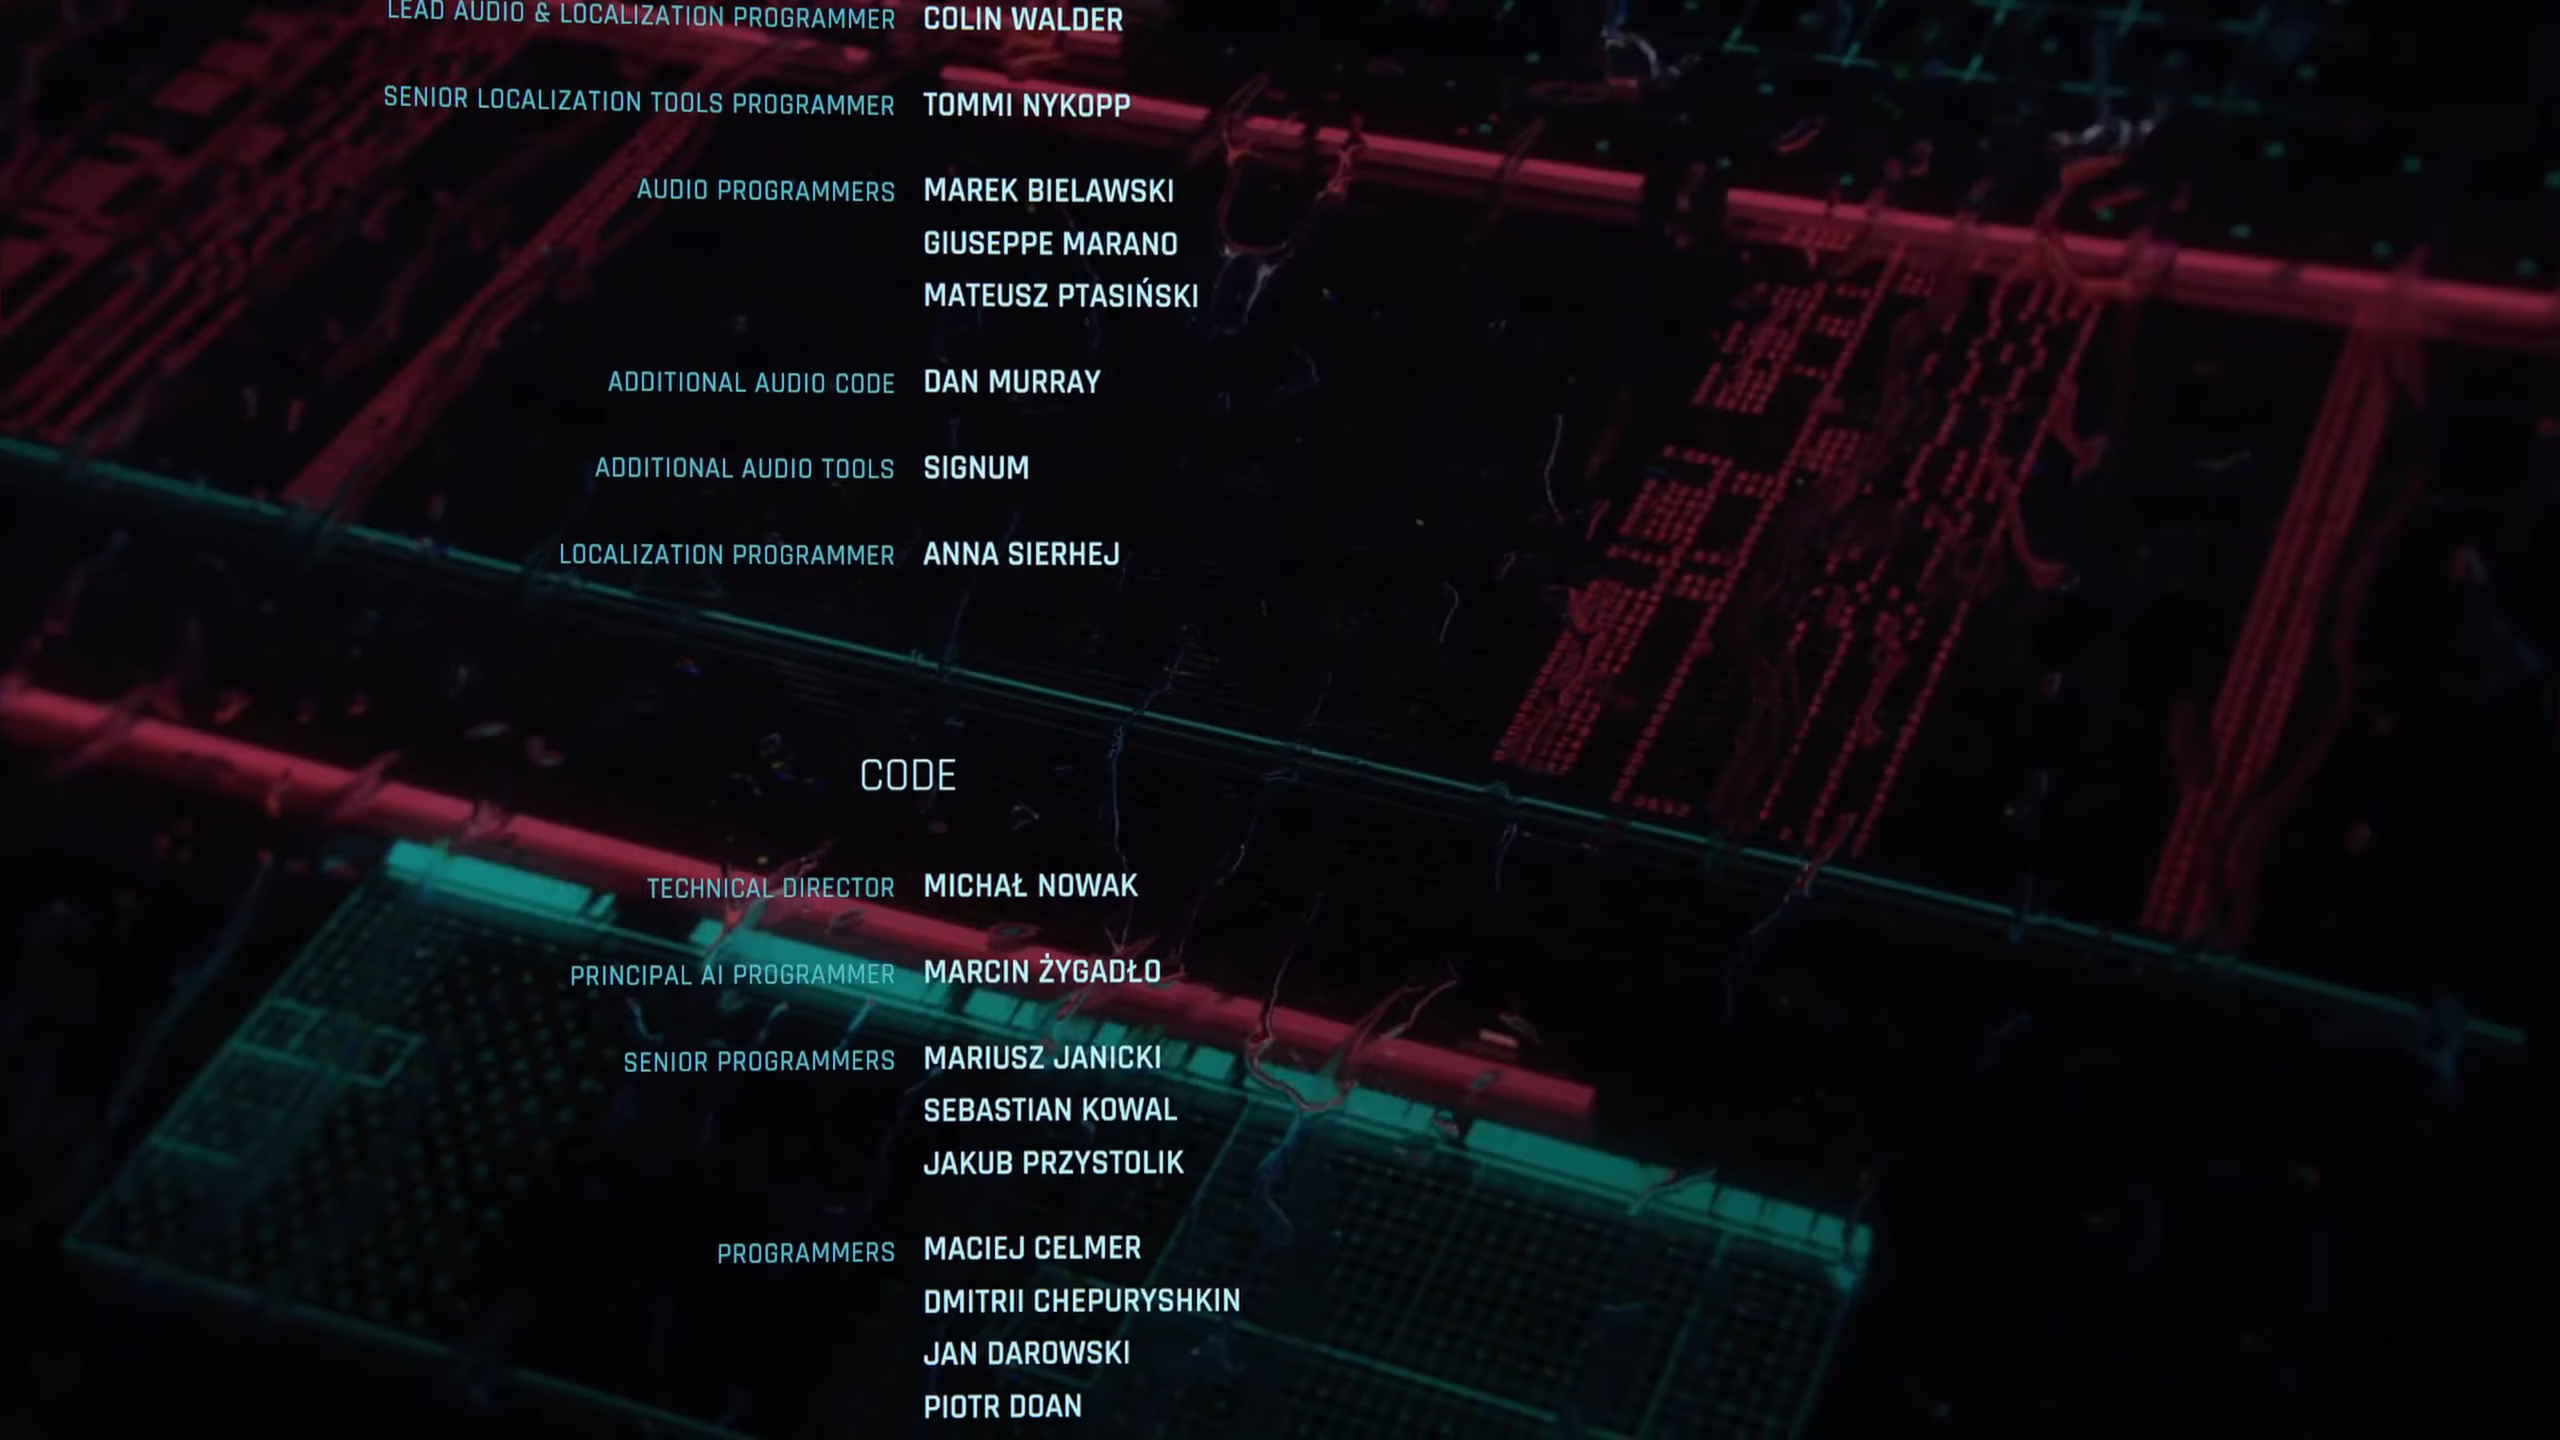 LEAD AUDIO & LOCALIZATION PROGRAMMER COLIN WALDER
SENIOR LOCALIZATION TOOLS PROGRAMMER TOMMI NYKOPP
AUDIO PROGRAMMERS MAREK BIELAWSKI
GIUSEPPE MARANO
MATEUSZ PTASIŃSKI
ADDITIONAL AUDIO CODE DAN MURRAY
ADDITIONAL AUDIO TOOLS SIGNUM
LOCALIZATION PROGRAMMER ANNA SIERHEJ
CODE
TECHNICAL DIRECTOR MICHAŁ NOWAK
PRINCIPAL AI PROGRAMMER MARCIN ŻYGADŁO
SENIOR PROGRAMMERS MARIUSZ JANICKI
SEBASTIAN KOWAL
JAKUB PRZYSTOLIK
PROGRAMMERS MACIEJ CELMER
DMITRII CHEPURYSHKIN
JAN DAROWSKI
PIOTR DOAN